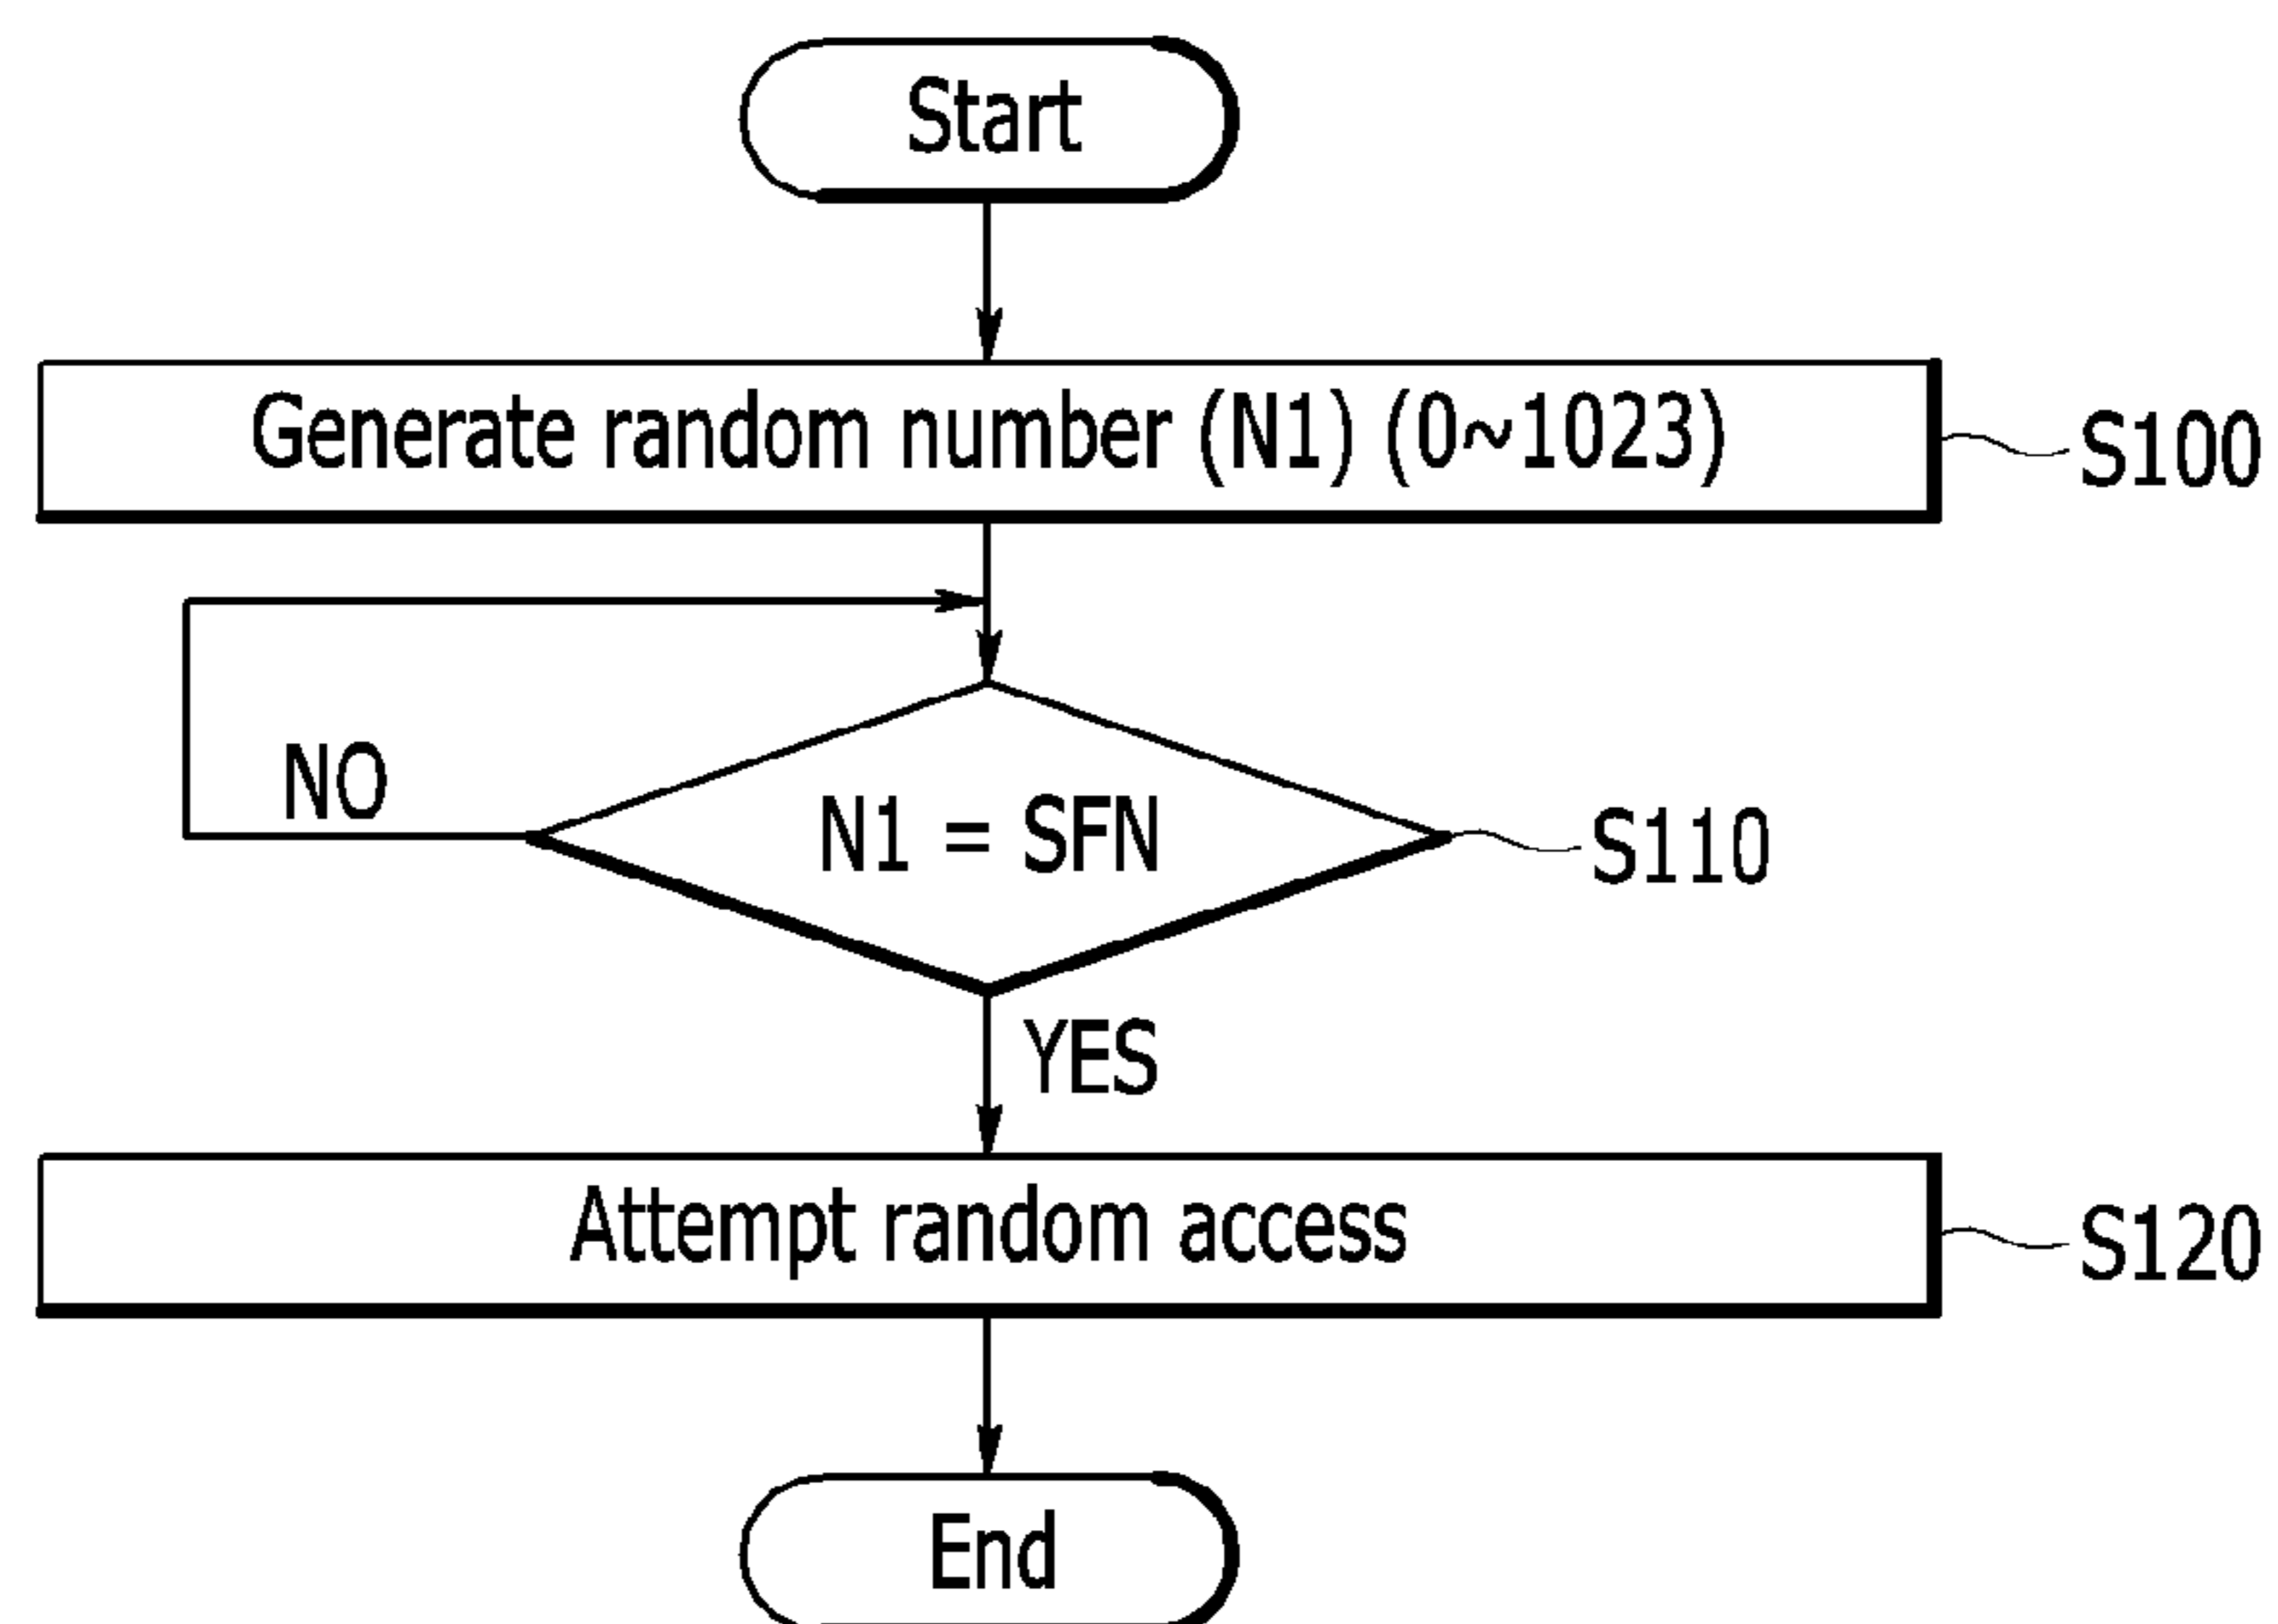 Start
Generate random number (N1) (0~1023)
S100
NO
N1 = SFN
S110
YES
Attempt random access
S120
End